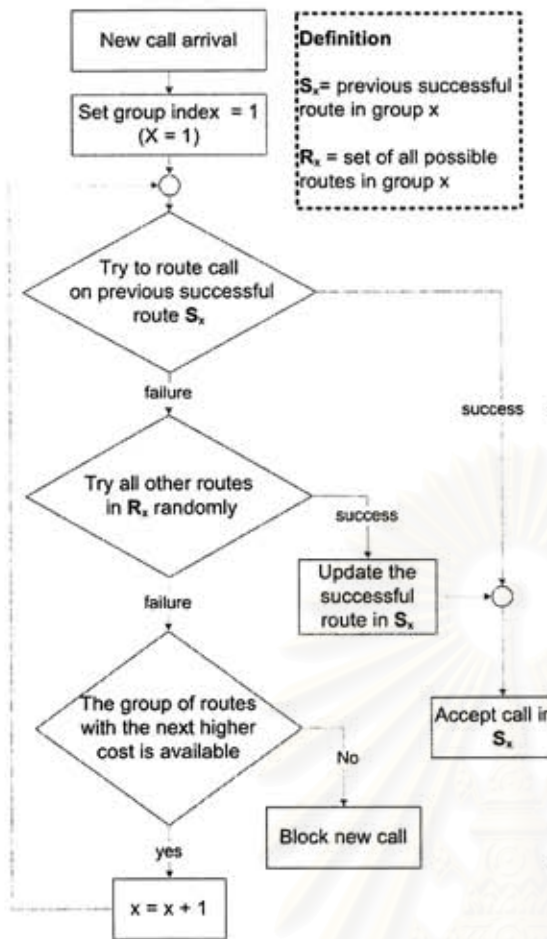 New call arrival
Definition
Sx= previous successful
route in group x
Rx = set of all possible
routes in group x
Set group index = 1
(X = 1)
Try to route call
on previous successful
route Sx
failure
success
Try all other routes
in Rx randomly
success
Update the
successful
route in Sx
failure
The group of routes
with the next higher
cost is available
Accept call in
Sx
No
Block new call
yes
x = x + 1